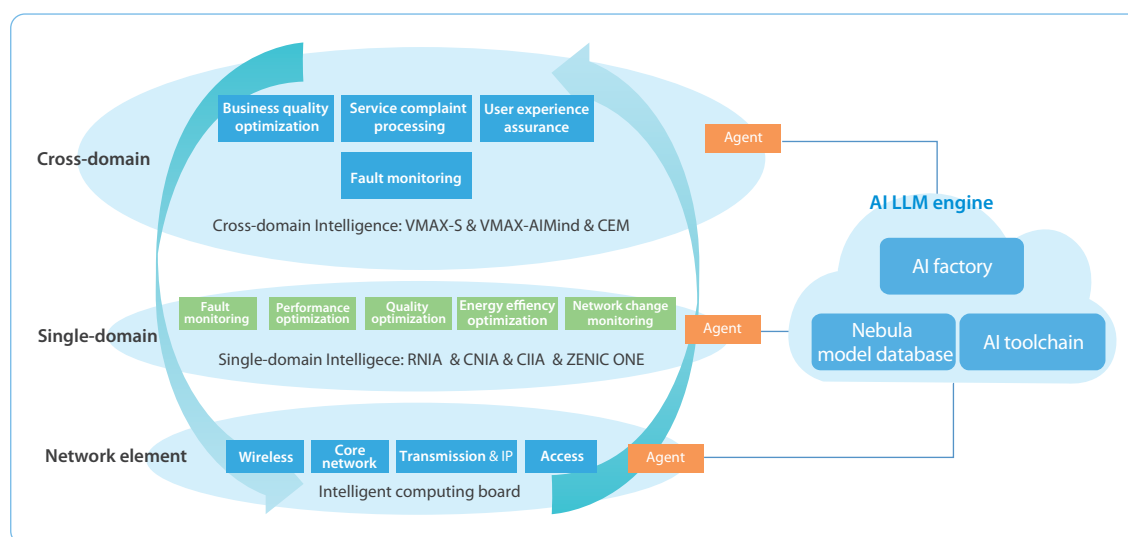 Business quality
optimization
Service complaint
processing
User experience
assurance
Agent
Cross-domain
Fault monitoring
Cross-domain Intelligence: VMAX-S & VMAX-AIMind & CEM
AI LLM engine
AI factory
Fault
monitoring
Performance
optimization
Quality
optimization
Energy effiency
optimization
Network change
monitoring
Single-domain
Agent
Single-domain Intelligece: RNIA & CNIA & CIIA & ZENIC ONE
Nebula
model database
AI toolchain
Network element
Wireless
Core
network
Transmission & IP
Access
Agent
Intelligent computing board